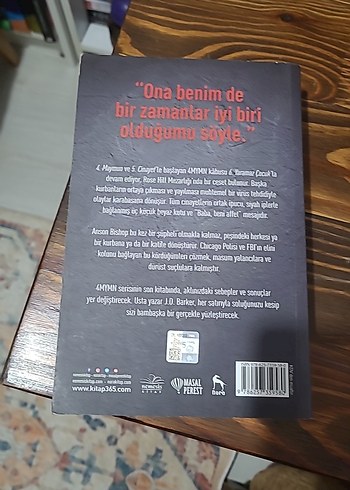 "Ona benim de
bir zamanlar iyi biri
olduğumu söyle."
4. Maymun ve 5. Cinayet'le başlayan 4MYMN kâbusu 6. İhbarnar Çocuk'la
devam ediyor. Rose Hill Mezarlığı'nda bir ceset bulunur. Başka
kurbanların ortaya çıkması ve yayılması muhtemel bir virüs tehdidiyle
olaylar karabasana dönüşür. Tüm cinayetlerin ortak ipucu, siyah iplerle
bağlanmış üç küçük beyaz kutu ve "Baba, beni affet" mesajıdır.
Anson Bishop bu kez bir şüpheli olmakla kalmaz, peşindeki herkesi ya
bir kurbana ya da bir katile dönüştürür. Chicago Polisi ve FBI'ın elini
kolunu bağlayan bu kördüğümleri çözmek, masum yalancılara ve
dürüst suçlulara kalmıştır.
4MYMN serisinin son kitabında, aklınızdaki sebepler ve sonuçlar
yer değiştirecek. Usta yazar J.D. Barker, her satırıyla soluğunuzu kesip
sizi bambaşka bir gerçekle yüzleştirecek.
www.kitap365.com
nemesis
KİTAP
MASAL
PEREST
nora